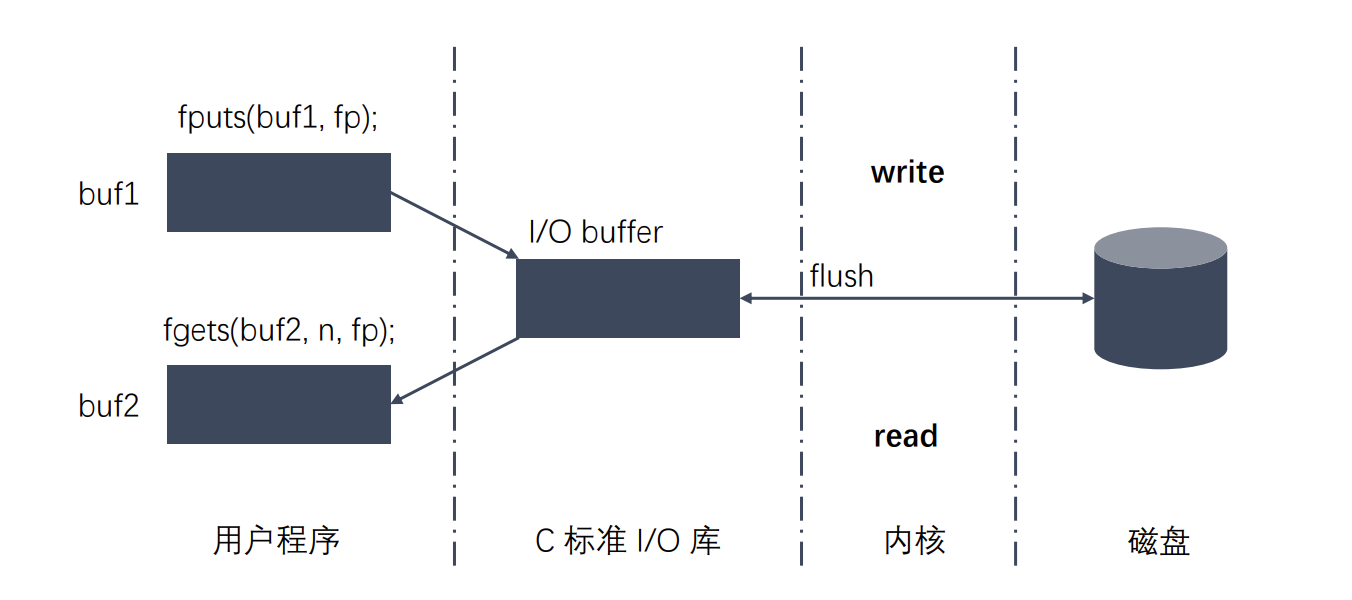 fputs(buf1, fp);
buf1
write
I/O buffer
flush
fgets(buf2, n, fp);
buf2
read
用户程序
C 标准 I/O 库
内核
磁盘